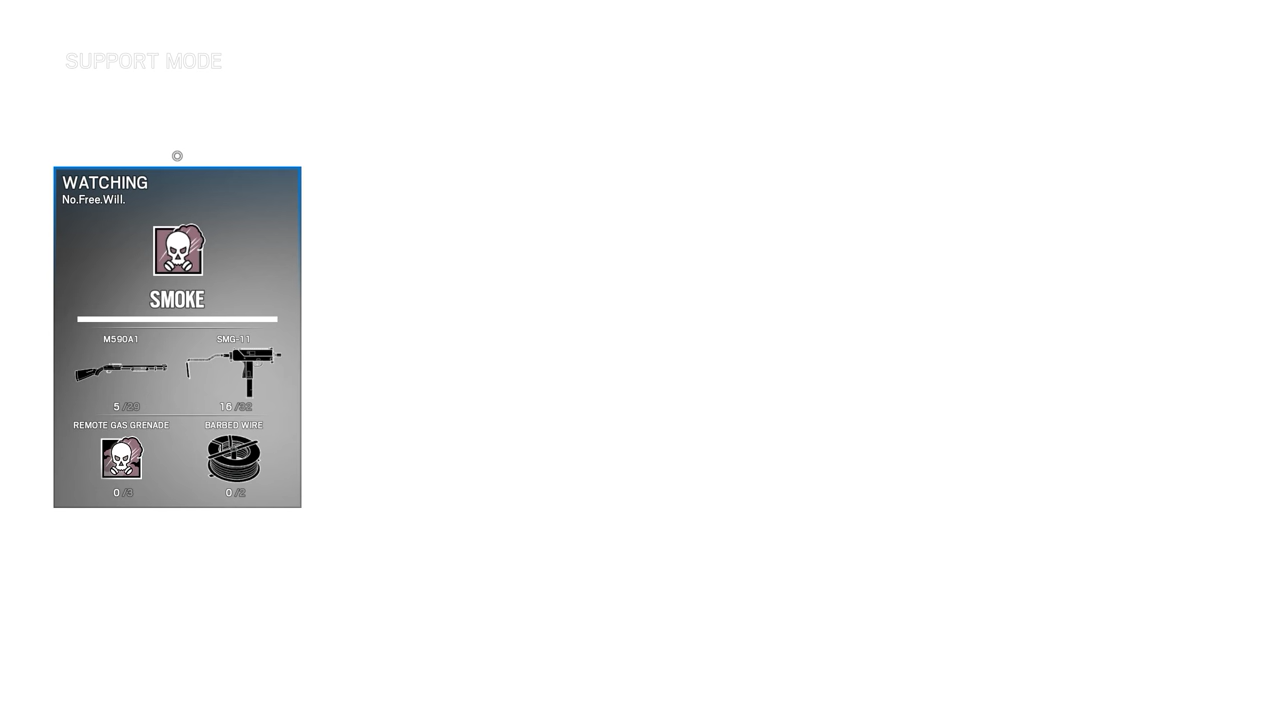 SUPPORT MODE
WATCHING
No.Free.Will.
SMOKE
M590A1 SMG-11
5 /29 16 /32
REMOTE GAS GRENADE BARBED WIRE
0 /3 0 /2